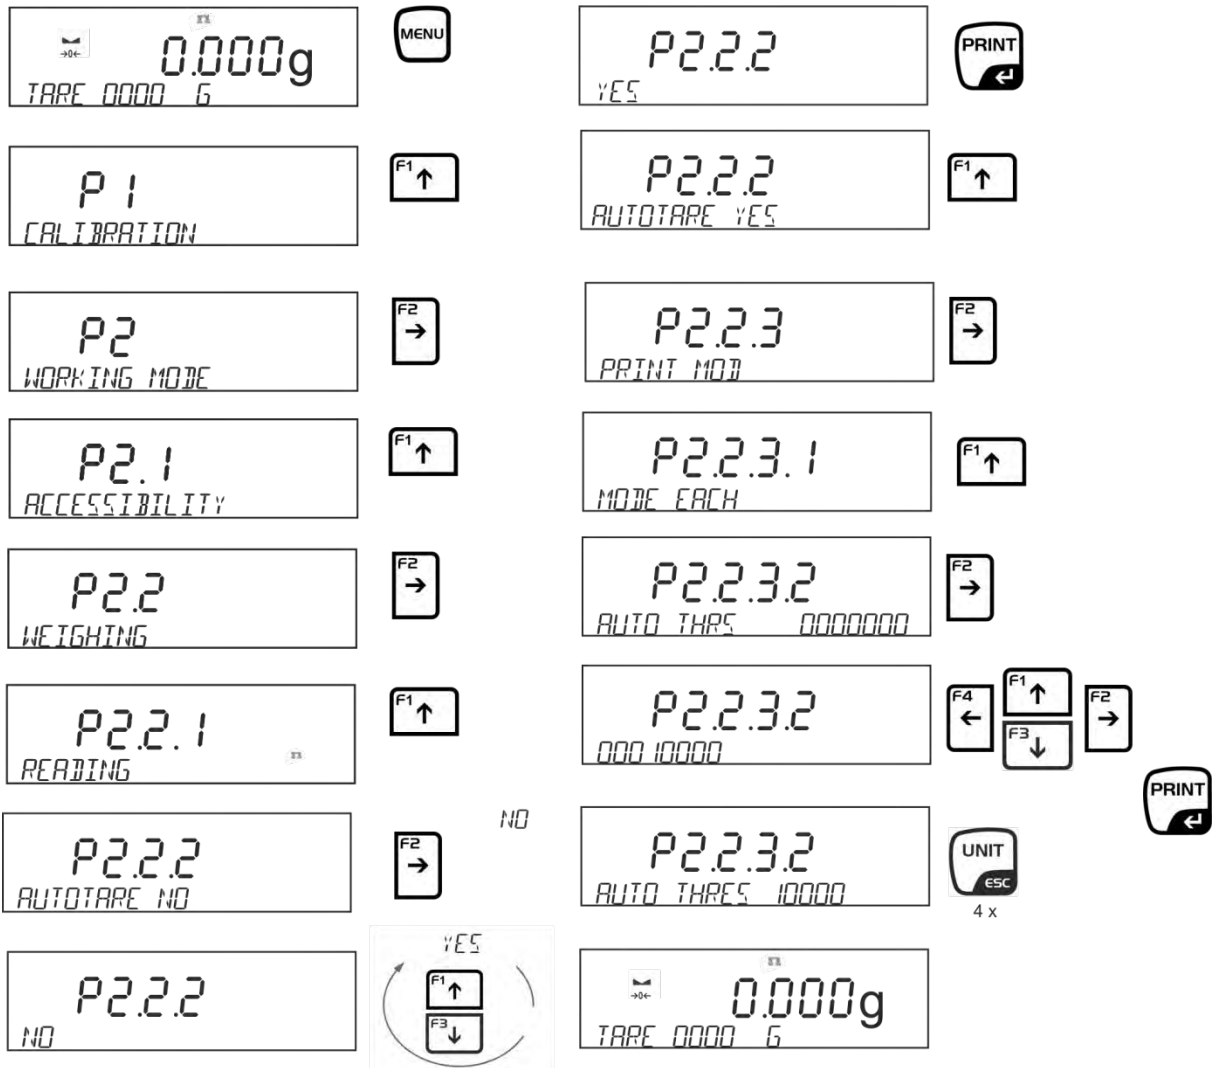 0.000g
TARE 0000 G
MENU
P 1
CALIBRATION
F1
P2
WORKING MODE
F2
P2.1
ACCESSIBILITY
F1
P2.2
WEIGHING
F2
P2.2.1
READING
F1
P2.2.2
AUTOTARE NO
F2
NO
P2.2.2
NO
YES
F1
F3
P2.2.2
YES
PRINT
P2.2.2
AUTOTARE YES
F1
P2.2.3
PRINT MOD
F2
P2.2.3.1
MODE EACH
F1
P2.2.3.2
AUTO THRS 0000000
F2
P2.2.3.2
00010000
F4
F1
F3
F2
PRINT
P2.2.3.2
AUTO THRES 10000
UNIT
ESC
4 x
0.000g
TARE 0000 G